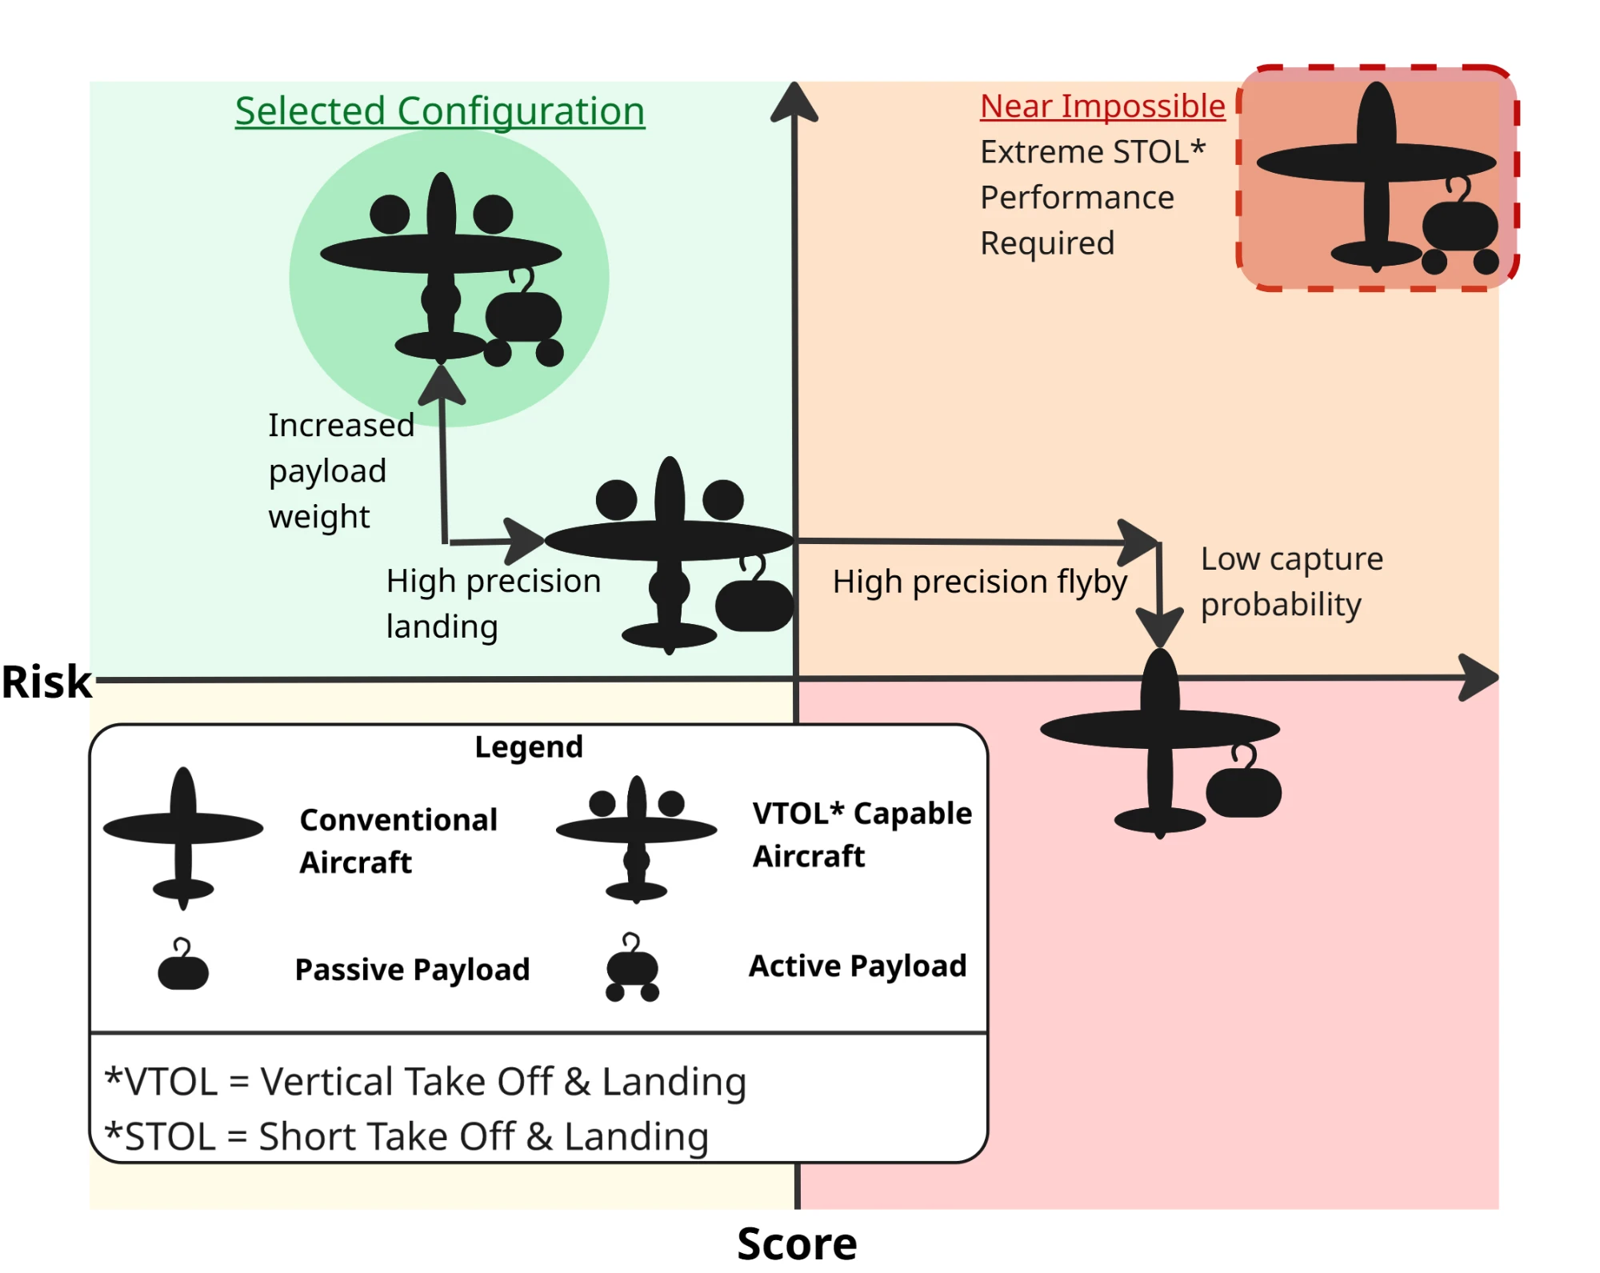 Selected Configuration
Near Impossible
Extreme STOL*
Performance
Required
Increased
payload
weight
High precision
landing
High precision flyby
Low capture
probability
Risk
Legend
Conventional
Aircraft
VTOL* Capable
Aircraft
Passive Payload
Active Payload
*VTOL = Vertical Take Off & Landing
*STOL = Short Take Off & Landing
Score